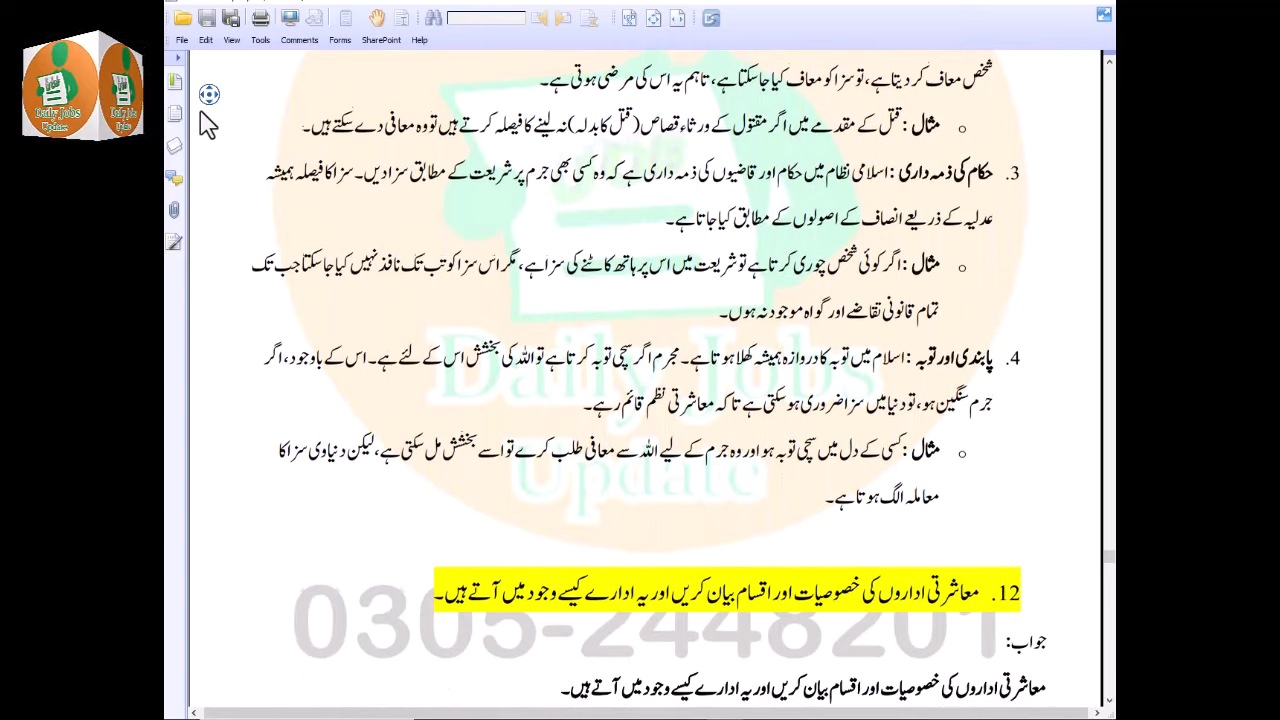 File Edit View Tools Comments Forms SharePoint Help
Daily Jobs
Update
شخص معاف کر دیتا ہے، تو سزا کو معاف کیا جا سکتا ہے، تاہم یہ اس کی مرضی ہوتی ہے۔
o مثال: قتل کے مقدمے میں اگر مقتول کے ورثاء قصاص (قتل کا بدلہ) نہ لینے کا فیصلہ کرتے ہیں تو وہ معافی دے سکتے ہیں۔
3. حکام کی ذمہ داری: اسلامی نظام میں حکام اور قاضیوں کی ذمہ داری ہے کہ وہ کسی بھی جرم پر شریعت کے مطابق سزا دیں۔ سزا کا فیصلہ ہمیشہ
عدلیہ کے ذریعے انصاف کے اصولوں کے مطابق کیا جاتا ہے۔
o مثال: اگر کوئی شخص چوری کرتا ہے تو شریعت میں اس پر ہاتھ کاٹنے کی سزا ہے، مگر اس سزا کو تب تک نافذ نہیں کیا جا سکتا جب تک
تمام قانونی تقاضے اور گواہ موجود نہ ہوں۔
4. پابندی اور توبہ: اسلام میں توبہ کا دروازہ ہمیشہ کھلا ہوتا ہے۔ مجرم اگر سچی توبہ کرتا ہے تو اللہ کی بخشش اس کے لئے ہے۔ اس کے باوجود، اگر
جرم سنگین ہو، تو دنیا میں سزا ضروری ہو سکتی ہے تاکہ معاشرتی نظم قائم رہے۔
o مثال: کسی کے دل میں سچی توبہ ہو اور وہ جرم کے لیے اللہ سے معافی طلب کرے تو اسے بخشش مل سکتی ہے، لیکن دنیاوی سزا کا
معاملہ الگ ہوتا ہے۔
Daily Jobs
Update
12. معاشرتی اداروں کی خصوصیات اور اقسام بیان کریں اور یہ ادارے کیسے وجود میں آتے ہیں۔
0305-2448201
جواب:
معاشرتی اداروں کی خصوصیات اور اقسام بیان کریں اور یہ ادارے کیسے وجود میں آتے ہیں۔